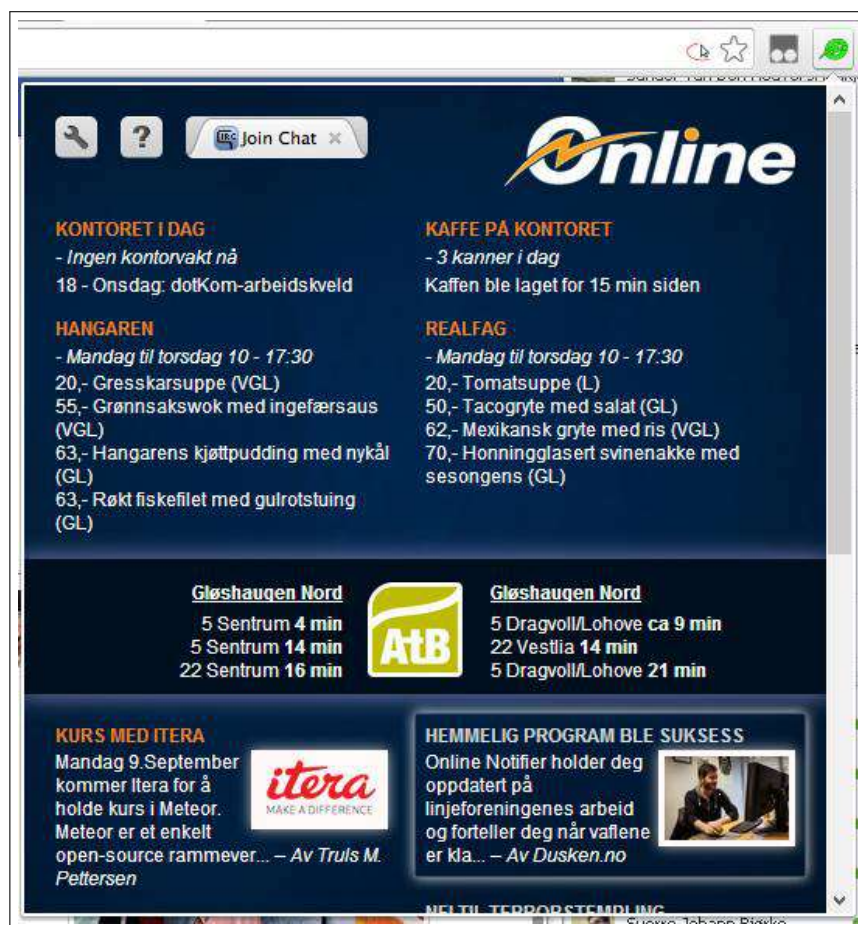 IRC Join Chat ×
Online
KONTORET I DAG
- Ingen kontorvakt nå
18 - Onsdag: dotKom-arbeidskveld
KAFFE PÅ KONTORET
- 3 kanner i dag
Kaffen ble laget for 15 min siden
HANGAREN
- Mandag til torsdag 10 - 17:30
20,- Gresskarsuppe (VGL)
55,- Grønnsakswok med ingefærsaus
(VGL)
63,- Hangarens kjøttpudding med nykål
(GL)
63,- Røkt fiskefilet med gulrotstuing
(GL)
REALFAG
- Mandag til torsdag 10 - 17:30
20,- Tomatsuppe (L)
50,- Tacogryte med salat (GL)
62,- Mexikansk gryte med ris (VGL)
70,- Honningglasert svinenakke med
sesongens (GL)
Gløshaugen Nord
5 Sentrum 4 min
5 Sentrum 14 min
22 Sentrum 16 min
AtB
Gløshaugen Nord
5 Dragvoll/Lohove ca 9 min
22 Vestlia 14 min
5 Dragvoll/Lohove 21 min
KURS MED ITERA
Mandag 9.September
kommer Itera for å
holde kurs i Meteor.
Meteor er et enkelt
open-source rammever... – Av Truls M.
Pettersen
itera
MAKE A DIFFERENCE
HEMMELIG PROGRAM BLE SUKSESS
Online Notifier holder deg
oppdatert på
linjeforeningenes arbeid
og forteller deg når vaflene
er kla... – Av Dusken.no
NEI TIL TERRORSTEMPLING